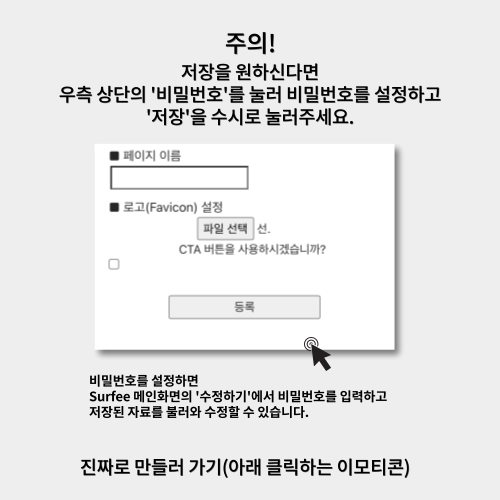 주의!
저장을 원하신다면
우측 상단의 '비밀번호'를 눌러 비밀번호를 설정하고
'저장'을 수시로 눌러주세요.
■ 페이지 이름
■ 로고(Favicon) 설정
파일 선택 선.
CTA 버튼을 사용하시겠습니까?
등록
비밀번호를 설정하면
Surfee 메인화면의 '수정하기'에서 비밀번호를 입력하고
저장된 자료를 불러와 수정할 수 있습니다.
진짜로 만들러 가기(아래 클릭하는 이모티콘)